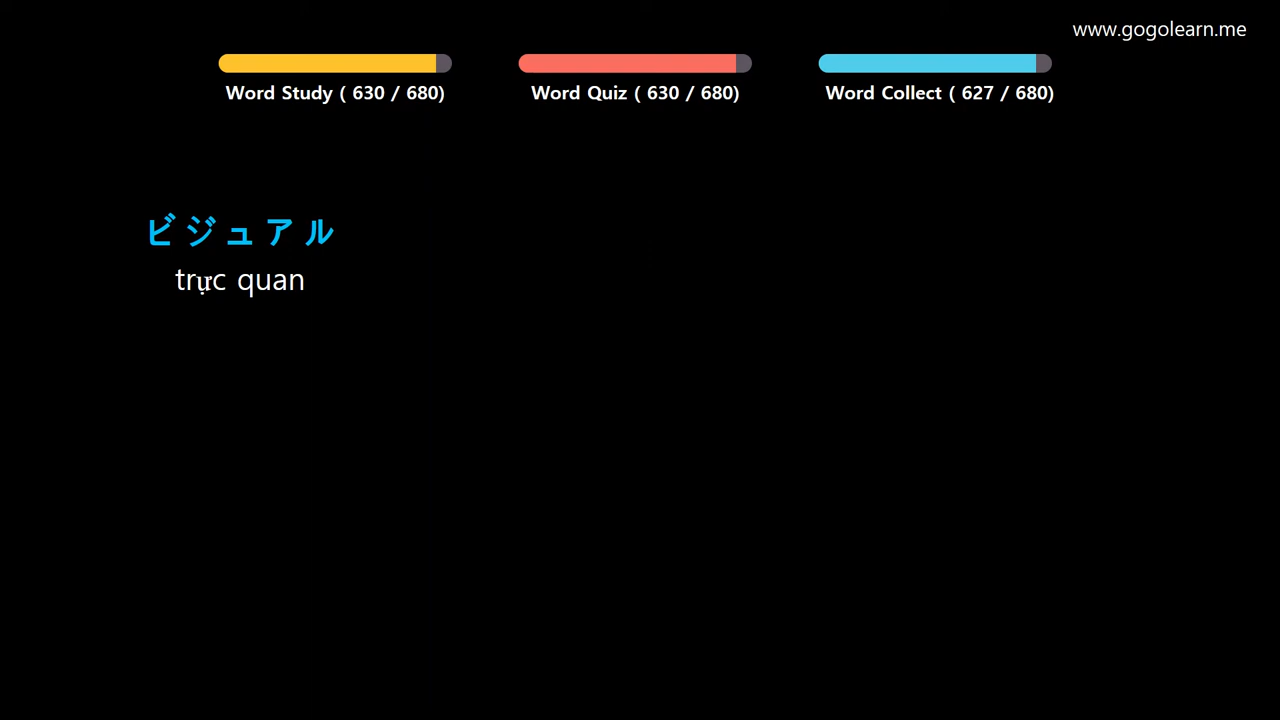 www.gogolearn.me
Word Study ( 630 / 680)
Word Quiz ( 630 / 680)
Word Collect ( 627 / 680)
ビジュアル
trực quan